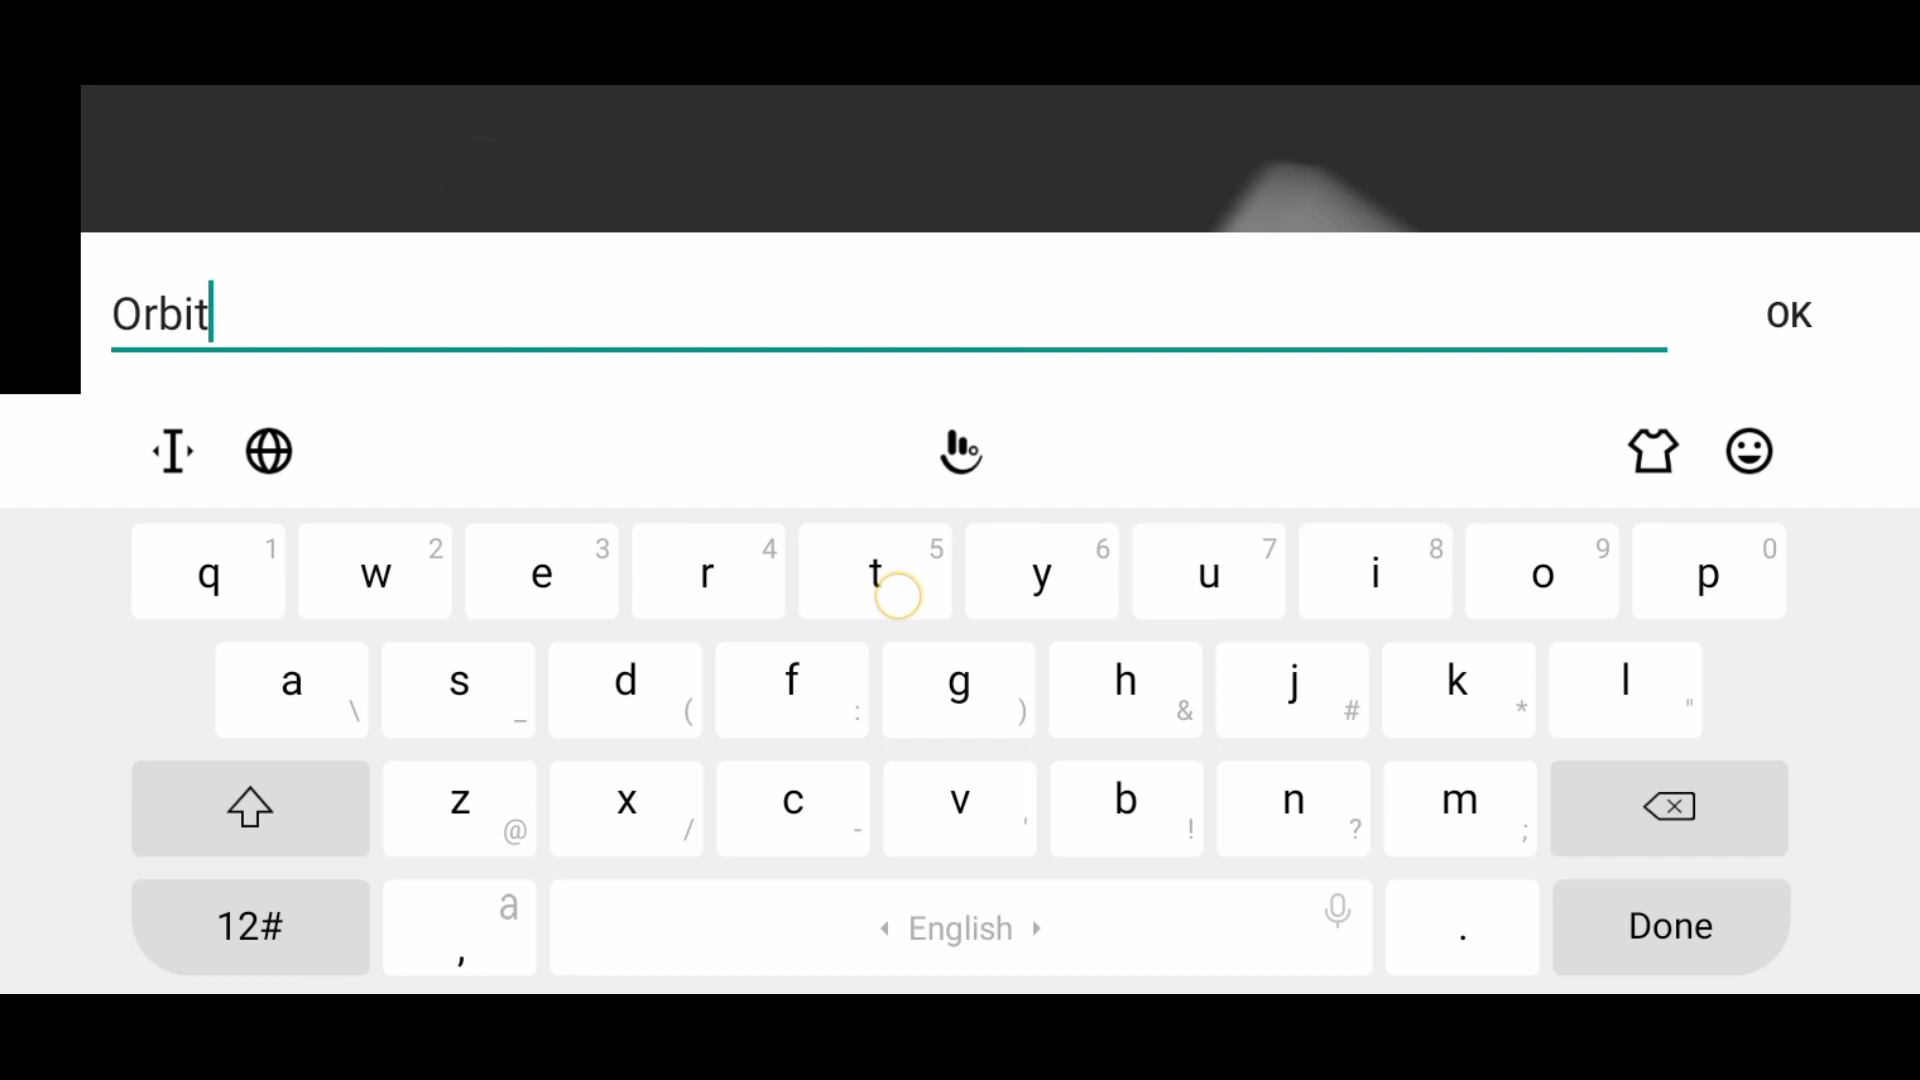 Orbit
OK
q 1 w 2 e 3 r 4 t 5 y 6 u 7 i 8 o 9 p 0
a \ s _ d ( f : g ) h & j # k * l "
z @ x / c - v ' b ! n ? m ;
12# , a English . Done